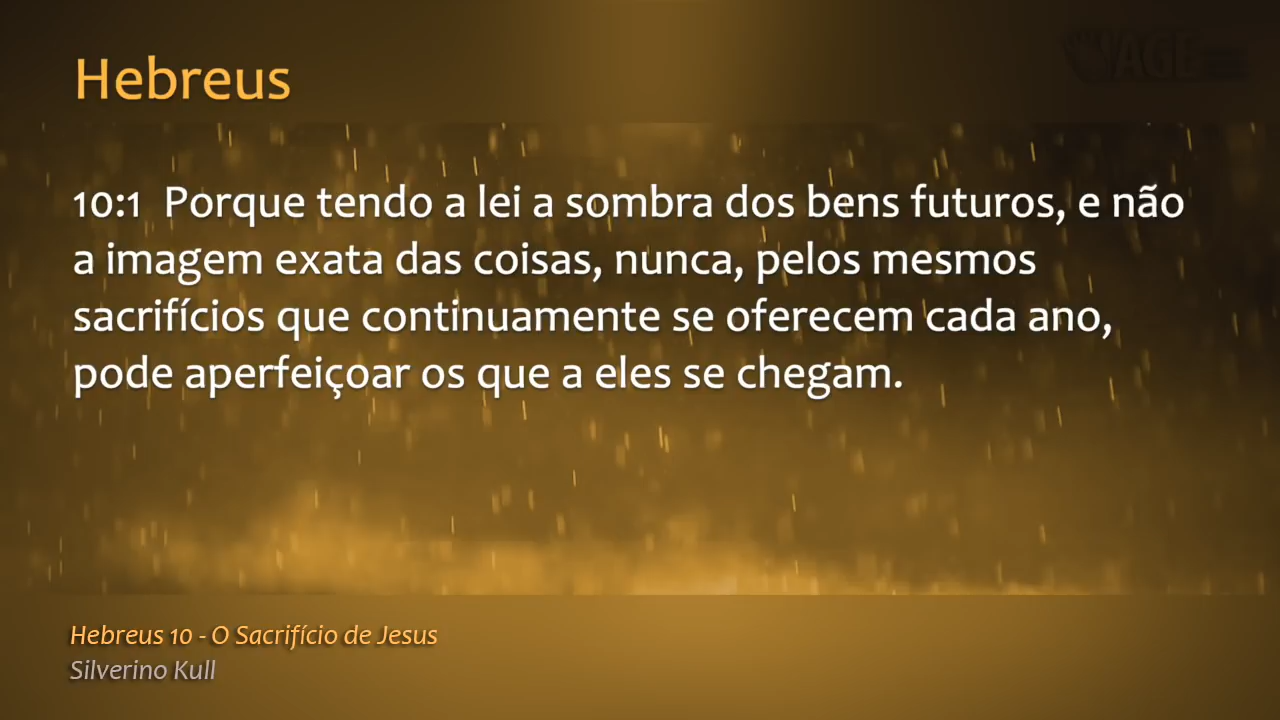 Hebreus
10:1 Porque tendo a lei a sombra dos bens futuros, e não
a imagem exata das coisas, nunca, pelos mesmos
sacrifícios que continuamente se oferecem cada ano,
pode aperfeiçoar os que a eles se chegam.
Hebreus 10 - O Sacrifício de Jesus
Silverino Kull